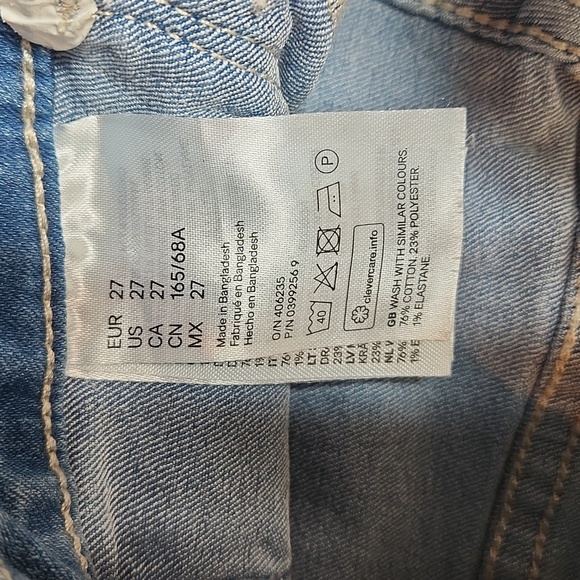 EUR 27
US 27
CA 27
CN 165/68A
MX 27
Made in Bangladesh
Fabriqué en Bangladesh
Hecho en Bangladesh
O/N 406235
P/N 0399256 9
40
P
clevercare.info
GB WASH WITH SIMILAR COLOURS.
76% COTTON. 23% POLYESTER.
1% ELASTANE.